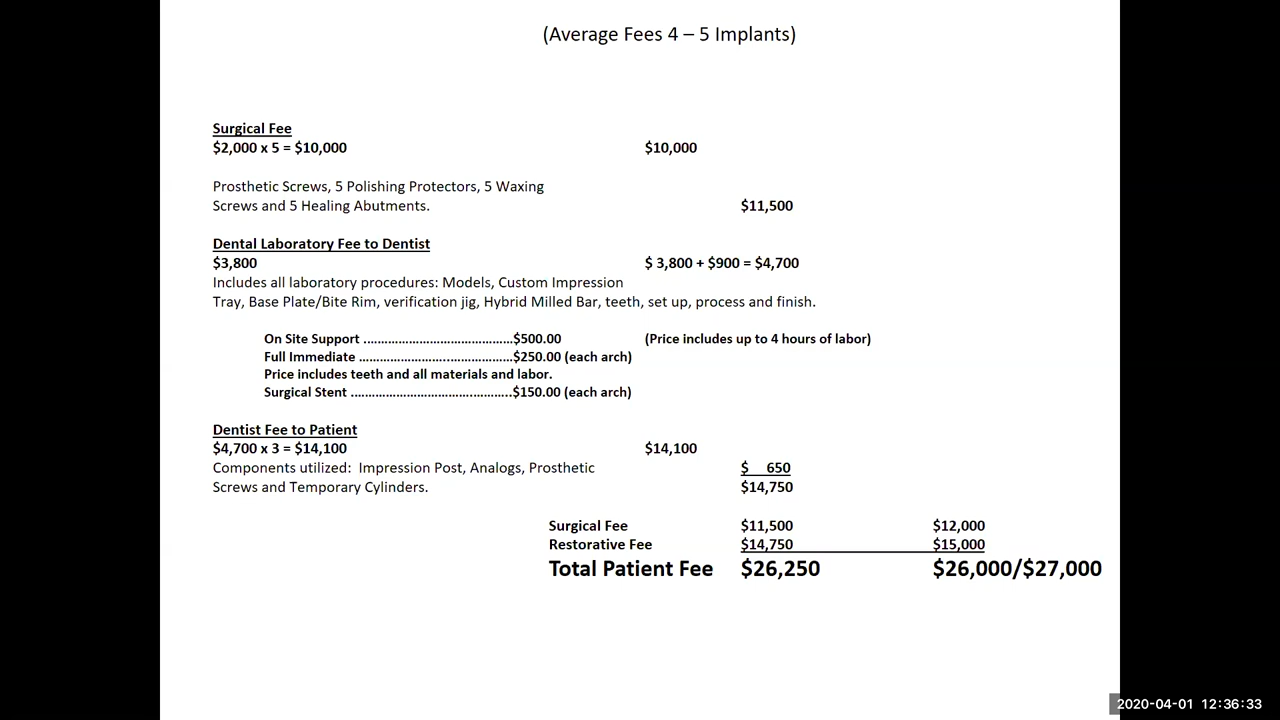 (Average Fees 4 – 5 Implants)
Surgical Fee
$2,000 x 5 = $10,000 $10,000
Prosthetic Screws, 5 Polishing Protectors, 5 Waxing
Screws and 5 Healing Abutments. $11,500
Dental Laboratory Fee to Dentist
$3,800 $ 3,800 + $900 = $4,700
Includes all laboratory procedures: Models, Custom Impression
Tray, Base Plate/Bite Rim, verification jig, Hybrid Milled Bar, teeth, set up, process and finish.
On Site Support .......................................$500.00 (Price includes up to 4 hours of labor)
Full Immediate ........................................$250.00 (each arch)
Price includes teeth and all materials and labor.
Surgical Stent ..........................................$150.00 (each arch)
Dentist Fee to Patient
$4,700 x 3 = $14,100 $14,100
Components utilized: Impression Post, Analogs, Prosthetic $ 650
Screws and Temporary Cylinders. $14,750
Surgical Fee $11,500 $12,000
Restorative Fee $14,750 $15,000
Total Patient Fee $26,250 $26,000/$27,000
2020-04-01 12:36:33